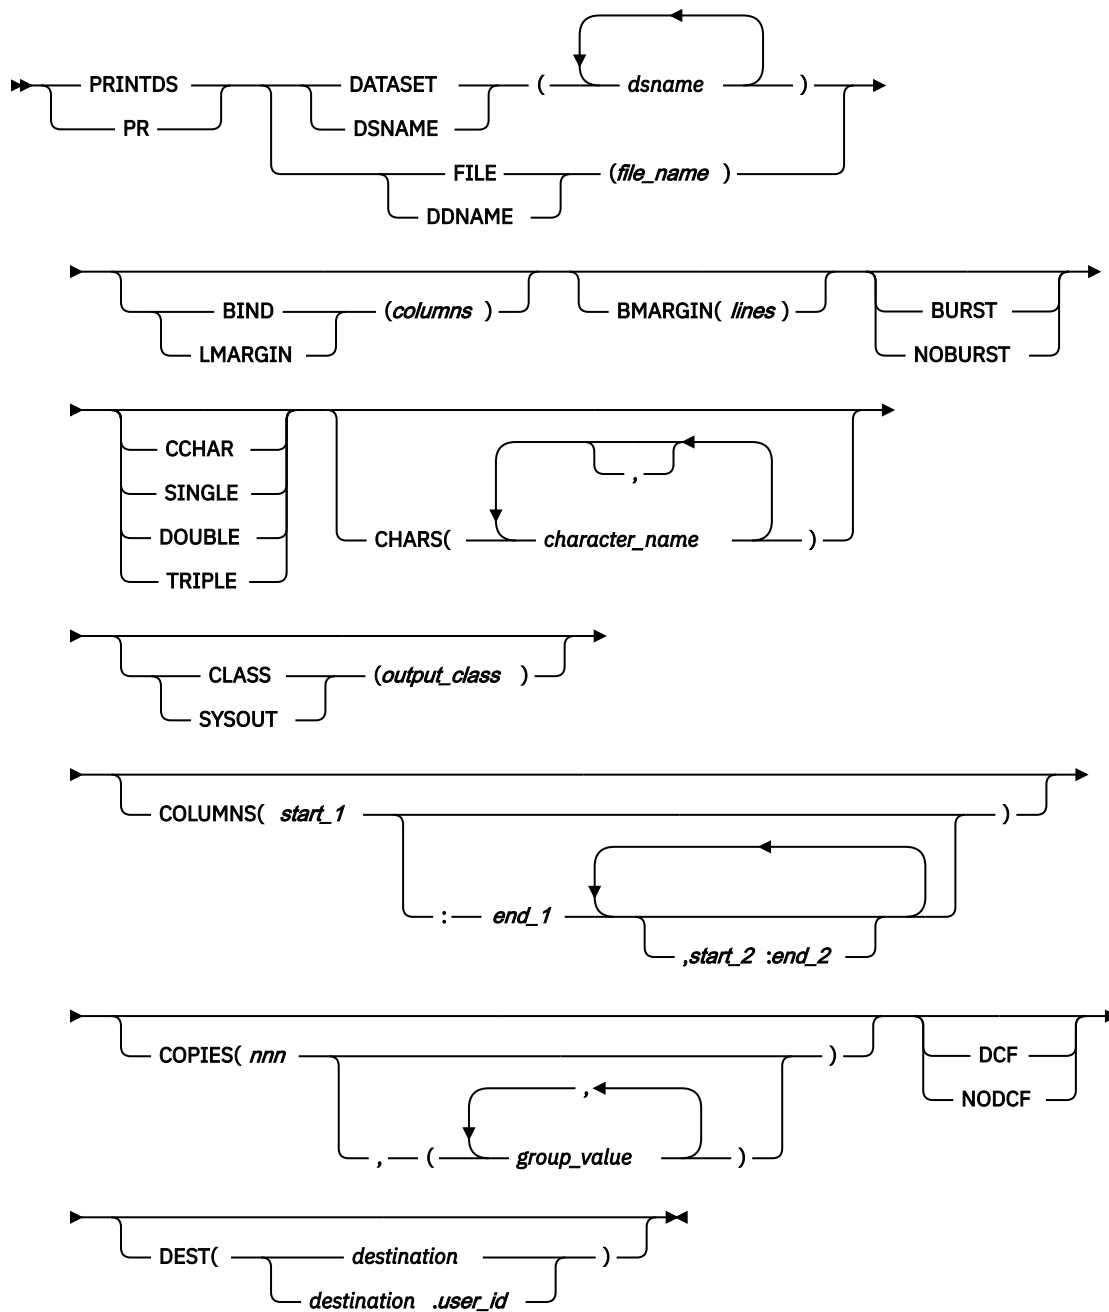 PRINTDS DATASET ( dsname )
PR DSNAME
FILE (file_name )
DDNAME
BIND (columns ) BMARGIN( lines ) BURST
LMARGIN NOBURST
CCHAR ,
SINGLE
DOUBLE CHARS( character_name )
TRIPLE
CLASS (output_class )
SYSOUT
COLUMNS( start_1 )
: end_1
,start_2 :end_2
COPIES( nnn ) DCF
, NODCF
, ( group_value )
DEST( destination )
destination .user_id